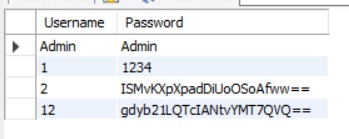 Username Password
Admin Admin
1 1234
2 ISMvKXpXpadDiUoOSoAfww==
12 gdyb21LQTcIANtvYMT7QVQ==